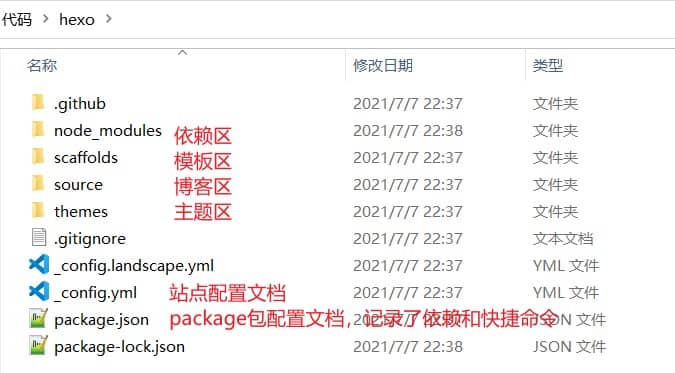 代码 > hexo >
名称 修改日期 类型
.github 2021/7/7 22:37 文件夹
node_modules 依赖区 2021/7/7 22:38 文件夹
scaffolds 模板区 2021/7/7 22:37 文件夹
source 博客区 2021/7/7 22:37 文件夹
themes 主题区 2021/7/7 22:37 文件夹
.gitignore 2021/7/7 22:37 文本文档
_config.landscape.yml 2021/7/7 22:37 YML 文件
_config.yml 站点配置文档 2021/7/7 22:37 YML 文件
package.json package包配置文档，记录了依赖和快捷命令 JSON 文件
package-lock.json 2021/7/7 22:38 JSON 文件